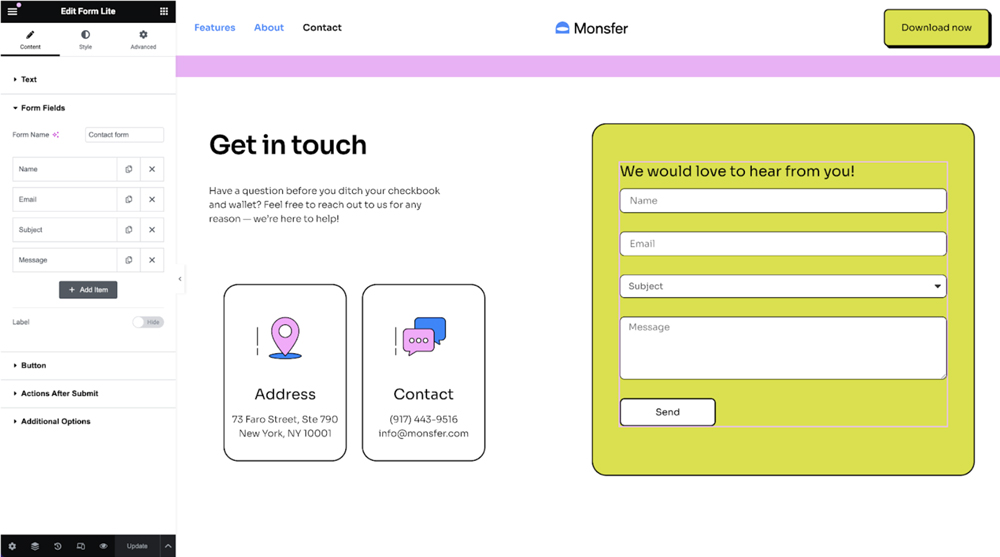 Edit Form Lite
Content
Style
Advanced
Text
Form Fields
Form Name
Contact form
Name
Email
Subject
Message
+ Add Item
Label
Hide
Button
Actions After Submit
Additional Options
Update
Features
About
Contact
Monsfer
Download now
Get in touch
Have a question before you ditch your checkbook
and wallet? Feel free to reach out to us for any
reason — we're here to help!
Address
73 Faro Street, Ste 790
New York, NY 10001
Contact
(917) 443-9516
info@monsfer.com
We would love to hear from you!
Name
Email
Subject
Message
Send